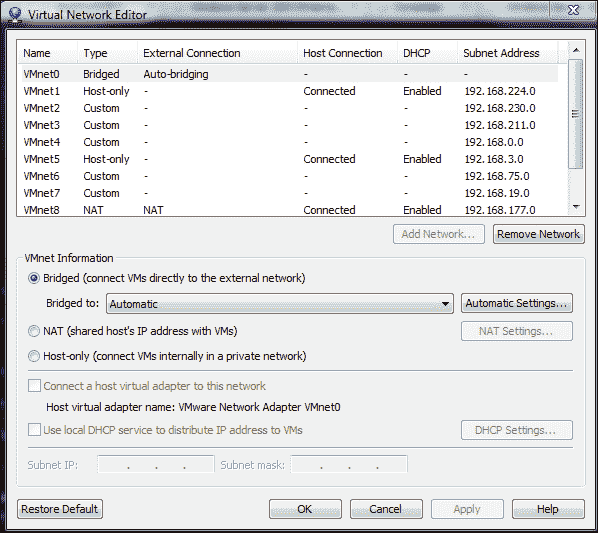 Virtual Network Editor
Name Type External Connection Host Connection DHCP Subnet Address
VMnet0 Bridged Auto-bridging - - -
VMnet1 Host-only - Connected Enabled 192.168.224.0
VMnet2 Custom - - - 192.168.230.0
VMnet3 Custom - - - 192.168.211.0
VMnet4 Custom - - - 192.168.0.0
VMnet5 Host-only - Connected Enabled 192.168.3.0
VMnet6 Custom - - - 192.168.75.0
VMnet7 Custom - - - 192.168.19.0
VMnet8 NAT NAT Connected Enabled 192.168.177.0
Add Network... Remove Network
VMnet Information
Bridged (connect VMs directly to the external network)
Bridged to: Automatic Automatic Settings...
NAT (shared host's IP address with VMs) NAT Settings...
Host-only (connect VMs internally in a private network)
Connect a host virtual adapter to this network
Host virtual adapter name: VMware Network Adapter VMnet0
Use local DHCP service to distribute IP address to VMs DHCP Settings...
Subnet IP: . . . Subnet mask: . . .
Restore Default OK Cancel Apply Help